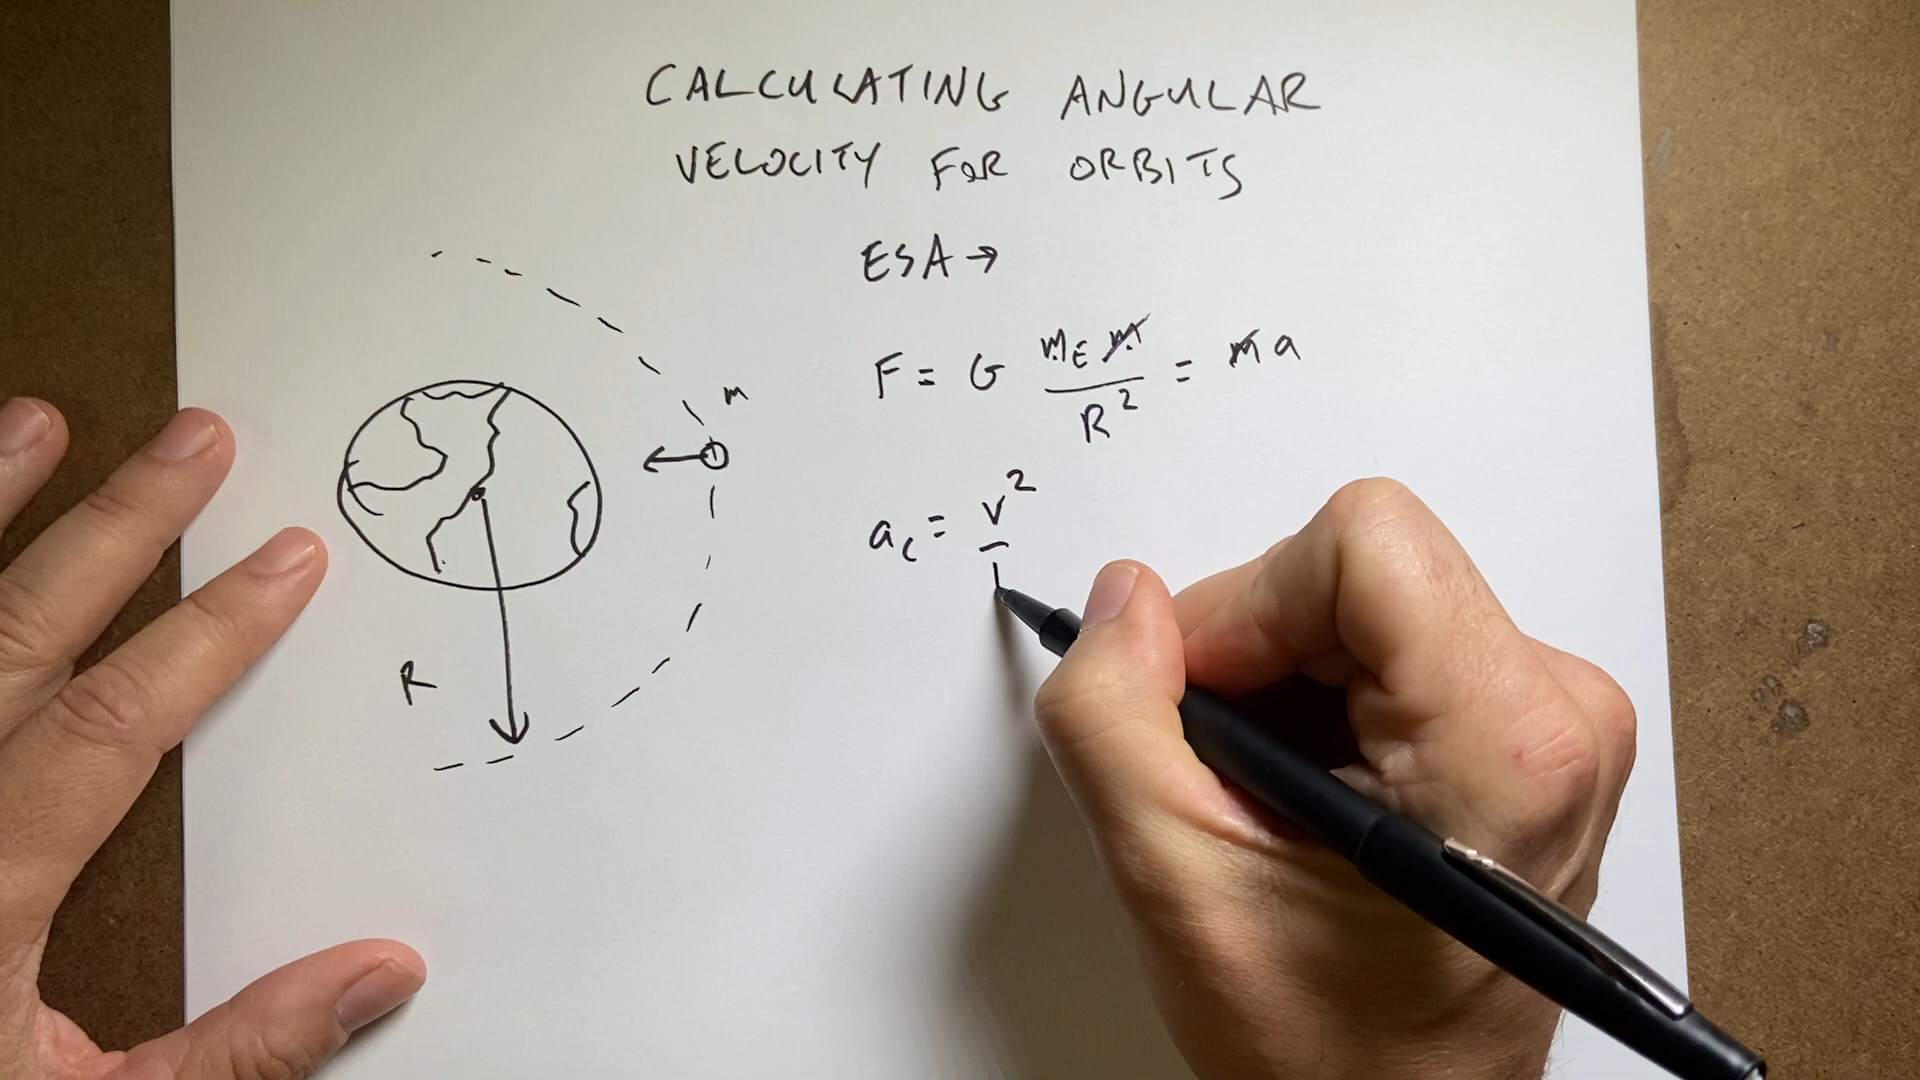 CALCULATING ANGULAR
VELOCITY FOR ORBITS
ESA →
F = G mE m / R² = m a
m
ac = v² /
R